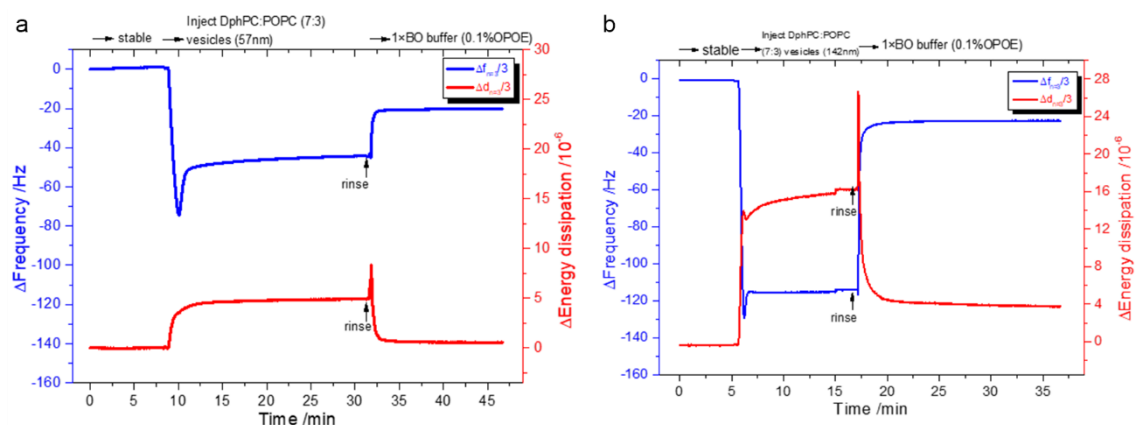 a
Inject DphPC:POPC (7:3)
stable
vesicles (57nm)
1×BO buffer (0.1%OPOE)
Δf n=3/3
Δd n=3/3
rinse
rinse
ΔFrequency /Hz
0
-20
-40
-60
-80
-100
-120
-140
-160
ΔEnergy dissipation /10⁻⁶
30
25
20
15
10
5
0
0 5 10 15 20 25 30 35 40 45
Time /min
b
Inject DphPC:POPC
stable
(7:3) vesicles (142nm)
1×BO buffer (0.1%OPOE)
Δf n=3/3
Δd n=3/3
rinse
rinse
ΔFrequency /Hz
0
-20
-40
-60
-80
-100
-120
-140
-160
ΔEnergy dissipation /10⁻⁶
28
24
20
16
12
8
4
0
0 5 10 15 20 25 30 35
Time /min